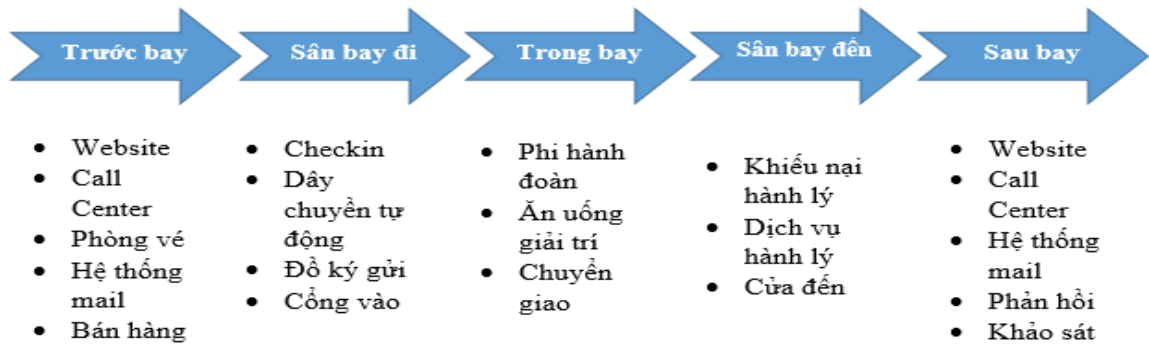 Trước bay
Sân bay đi
Trong bay
Sân bay đến
Sau bay
• Website
• Call
Center
• Phòng vé
• Hệ thống
mail
• Bán hàng
• Checkin
• Dây
chuyền tự
động
• Đồ ký gửi
• Cổng vào
• Phi hành
đoàn
• Ăn uống
giải trí
• Chuyển
giao
• Khiếu nại
hành lý
• Dịch vụ
hành lý
• Cửa đến
• Website
• Call
Center
• Hệ thống
mail
• Phản hồi
• Khảo sát